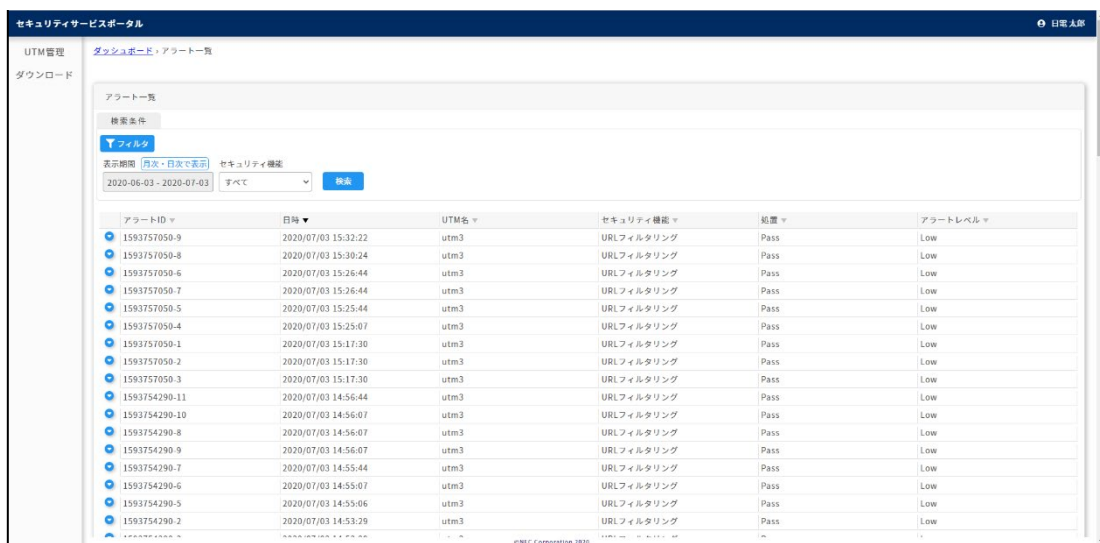 セキュリティサービスポータル 日電 太郎
UTM管理
ダッシュボード › アラート一覧
ダウンロード
アラート一覧
検索条件
フィルタ
表示期間 月次・日次で表示 セキュリティ機能
2020-06-03 - 2020-07-03 すべて 検索
アラートID 日時 UTM名 セキュリティ機能 処置 アラートレベル
1593757050-9 2020/07/03 15:32:22 utm3 URLフィルタリング Pass Low
1593757050-8 2020/07/03 15:30:24 utm3 URLフィルタリング Pass Low
1593757050-6 2020/07/03 15:26:44 utm3 URLフィルタリング Pass Low
1593757050-7 2020/07/03 15:26:44 utm3 URLフィルタリング Pass Low
1593757050-5 2020/07/03 15:25:44 utm3 URLフィルタリング Pass Low
1593757050-4 2020/07/03 15:25:07 utm3 URLフィルタリング Pass Low
1593757050-1 2020/07/03 15:17:30 utm3 URLフィルタリング Pass Low
1593757050-2 2020/07/03 15:17:30 utm3 URLフィルタリング Pass Low
1593757050-3 2020/07/03 15:17:30 utm3 URLフィルタリング Pass Low
1593754290-11 2020/07/03 14:56:44 utm3 URLフィルタリング Pass Low
1593754290-10 2020/07/03 14:56:07 utm3 URLフィルタリング Pass Low
1593754290-8 2020/07/03 14:56:07 utm3 URLフィルタリング Pass Low
1593754290-9 2020/07/03 14:56:07 utm3 URLフィルタリング Pass Low
1593754290-7 2020/07/03 14:55:44 utm3 URLフィルタリング Pass Low
1593754290-6 2020/07/03 14:55:07 utm3 URLフィルタリング Pass Low
1593754290-5 2020/07/03 14:55:06 utm3 URLフィルタリング Pass Low
1593754290-2 2020/07/03 14:53:29 utm3 URLフィルタリング Pass Low
©NEC Corporation 2020